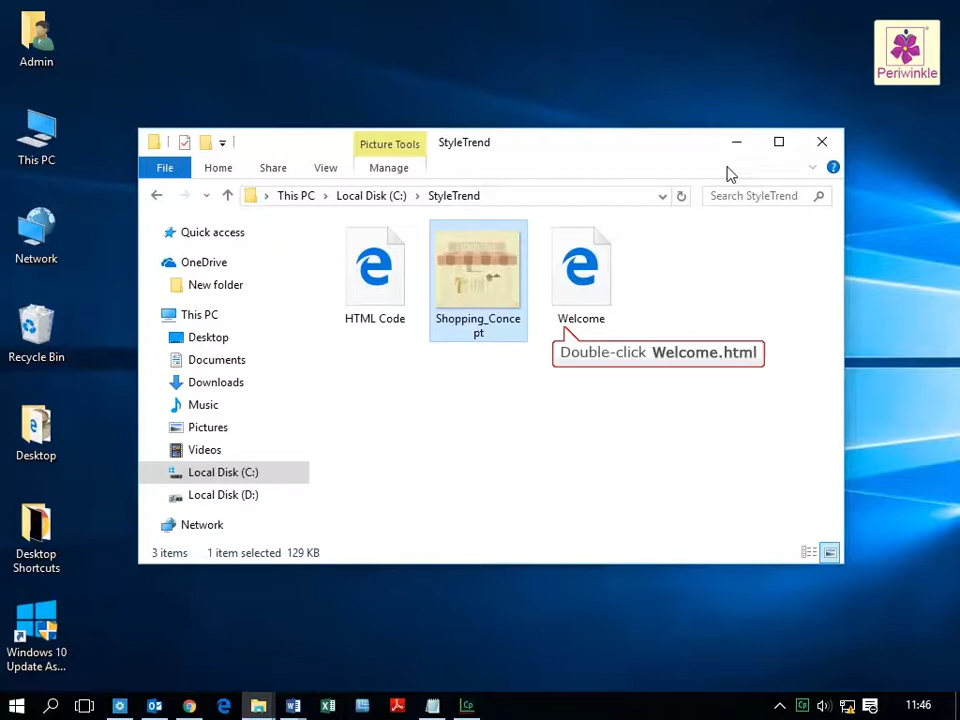 Admin
This PC
Network
Recycle Bin
Desktop
Desktop
Shortcuts
Windows 10
Update As...
Periwinkle
Picture Tools
StyleTrend
File
Home
Share
View
Manage
This PC
Local Disk (C:)
StyleTrend
Search StyleTrend
Quick access
OneDrive
New folder
This PC
Desktop
Documents
Downloads
Music
Pictures
Videos
Local Disk (C:)
Local Disk (D:)
Network
HTML Code
Shopping_Conce
pt
Welcome
Double-click Welcome.html
3 items
1 item selected 129 KB
Cp
Cp
11:46